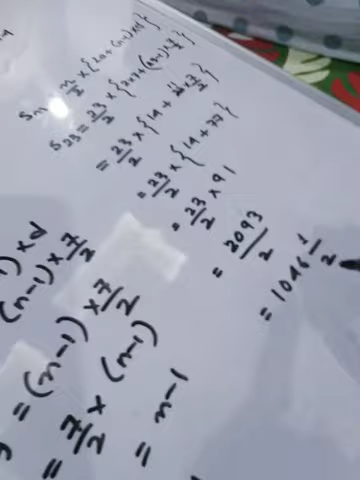 Sn = n/2 × {2a + (n-1)×d}
S23 = 23/2 × {2×7 + (n-1)×7/2}
= 23/2 × {14 + 22×7/2}
= 23/2 × {14 + 77}
= 23/2 × 91
= 2093/2
= 1046 1/2
1) × d
(n-1) × 7/2
= (n-1) × 7/2
= 7/2 × (n-1)
= n-1